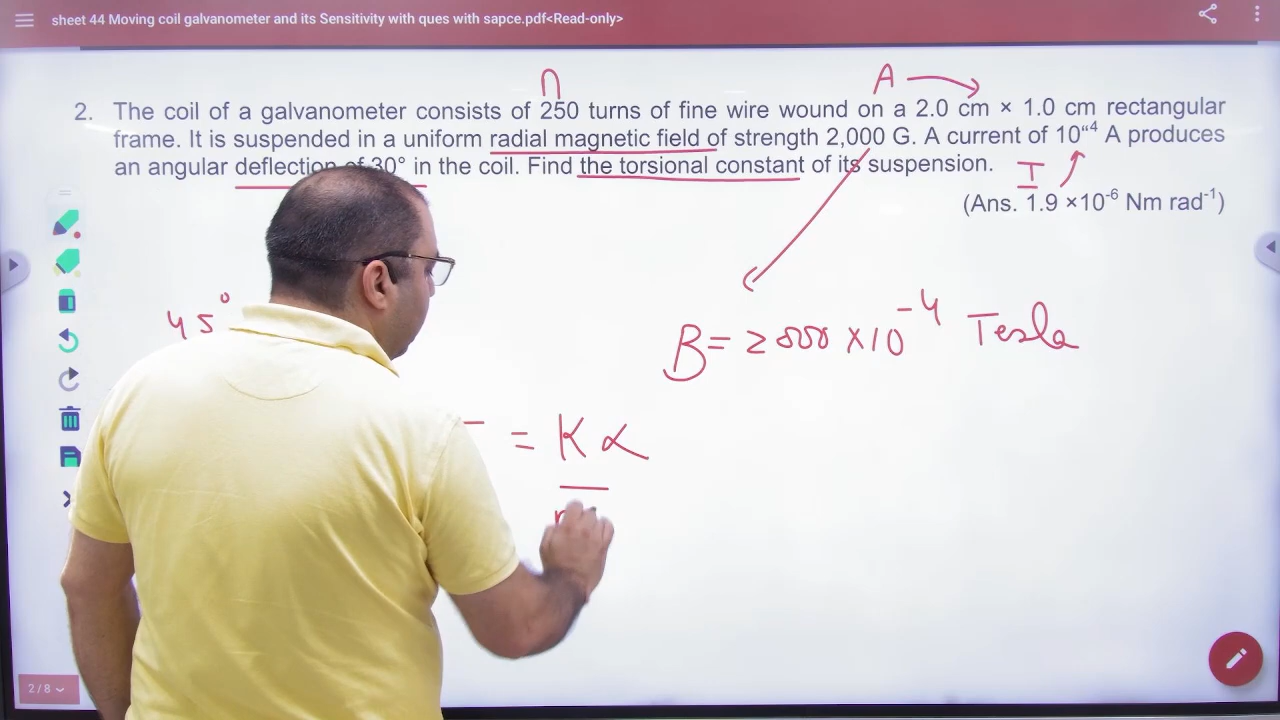 sheet 44 Moving coil galvanometer and its Sensitivity with ques with sapce.pdf<Read-only>
n
A
2. The coil of a galvanometer consists of 250 turns of fine wire wound on a 2.0 cm × 1.0 cm rectangular
frame. It is suspended in a uniform radial magnetic field of strength 2,000 G. A current of 10“⁴ A produces
an angular deflection of 30° in the coil. Find the torsional constant of its suspension.
I
(Ans. 1.9 ×10⁻⁶ Nm rad⁻¹)
45°
B = 2000 × 10⁻⁴ Tesla
= K α
2/8